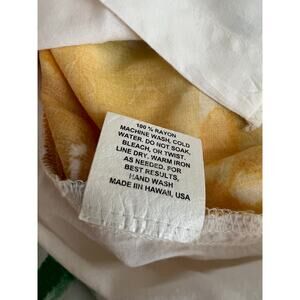 100 % RAYON
MACHINE WASH, COLD
WATER. DO NOT SOAK,
BLEACH, OR TWIST.
LINE DRY. WARM IRON
AS NEEDED. FOR
BEST RESULTS,
HAND WASH
MADE IIN HAWAII, USA